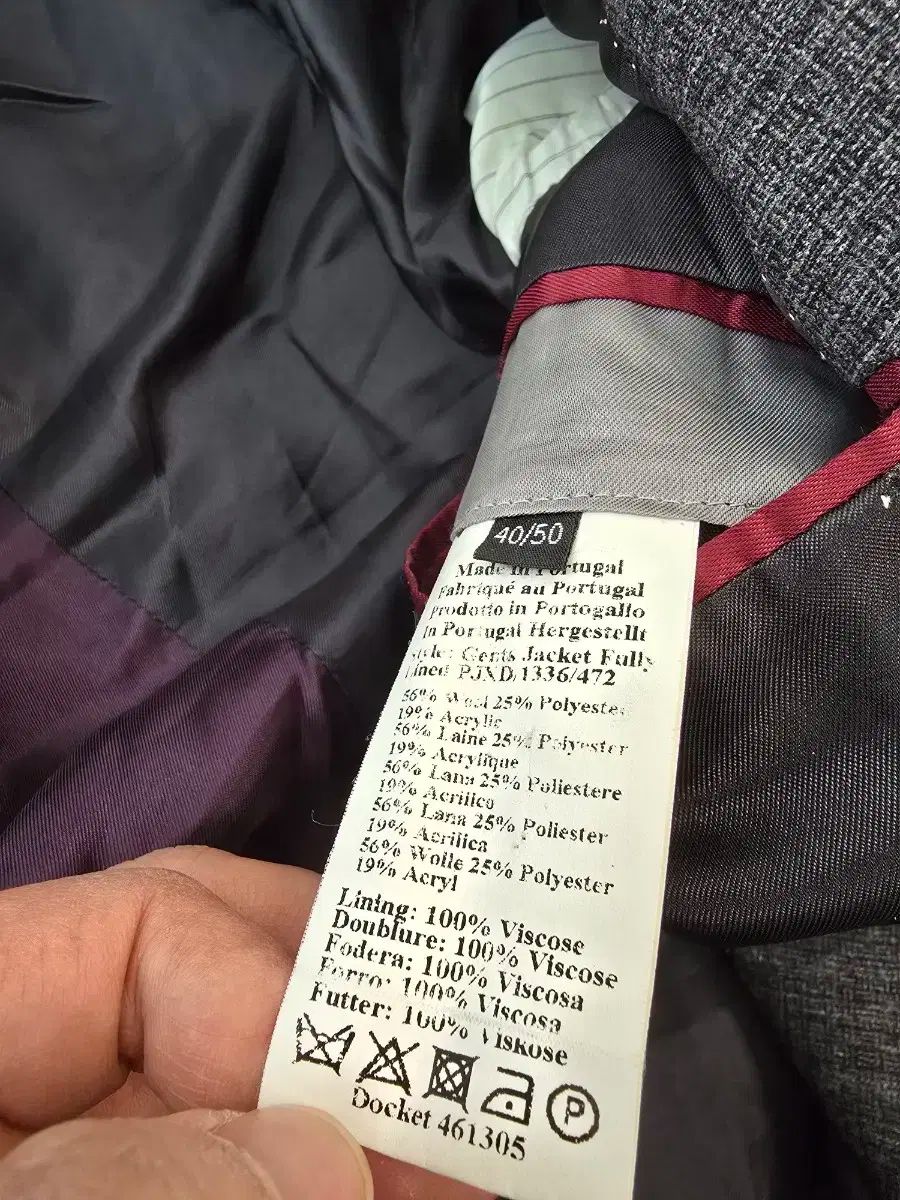 40/50
Made in Portugal
Fabriqué au Portugal
Prodotto in Portogallo
In Portugal Hergestellt
Style: Gents Jacket Fully
Lined PJXD/1336/472
56% Wool 25% Polyester
19% Acrylic
56% Laine 25% Polyester
19% Acrylique
56% Lana 25% Poliestere
19% Acrilico
56% Lana 25% Poliester
19% Acrilica
56% Wolle 25% Polyester
19% Acryl
Lining: 100% Viscose
Doublure: 100% Viscose
Fodera: 100% Viscosa
Forro: 100% Viscosa
Futter: 100% Viskose
P
Docket 461305